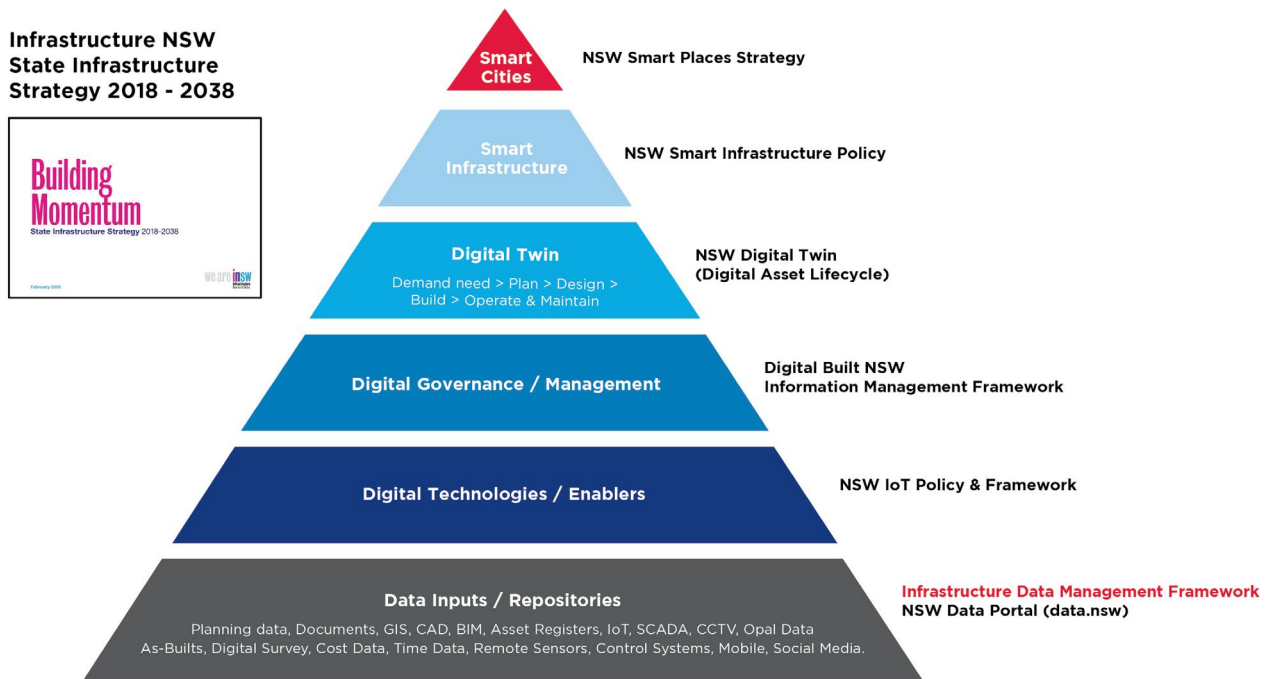 Infrastructure NSW
State Infrastructure
Strategy 2018 - 2038
Building
Momentum
State Infrastructure Strategy 2018-2038
we are insw
Smart
Cities
NSW Smart Places Strategy
Smart
Infrastructure
NSW Smart Infrastructure Policy
Digital Twin
Demand need > Plan > Design >
Build > Operate & Maintain
NSW Digital Twin
(Digital Asset Lifecycle)
Digital Governance / Management
Digital Built NSW
Information Management Framework
Digital Technologies / Enablers
NSW IoT Policy & Framework
Data Inputs / Repositories
Planning data, Documents, GIS, CAD, BIM, Asset Registers, IoT, SCADA, CCTV, Opal Data
As-Builts, Digital Survey, Cost Data, Time Data, Remote Sensors, Control Systems, Mobile, Social Media.
Infrastructure Data Management Framework
NSW Data Portal (data.nsw)